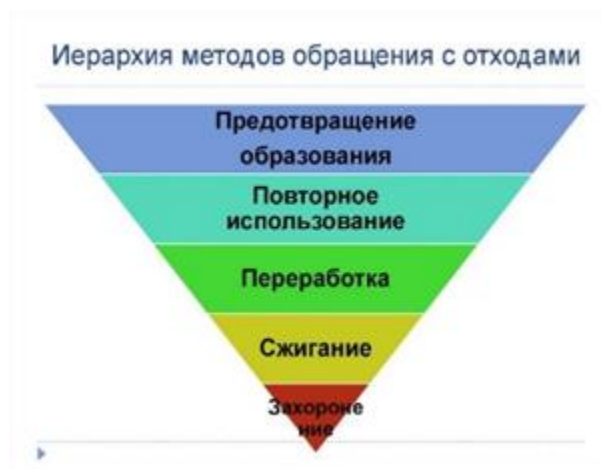 Иерархия методов обращения с отходами
Предотвращение
образования
Повторное
использование
Переработка
Сжигание
Захороне
ние